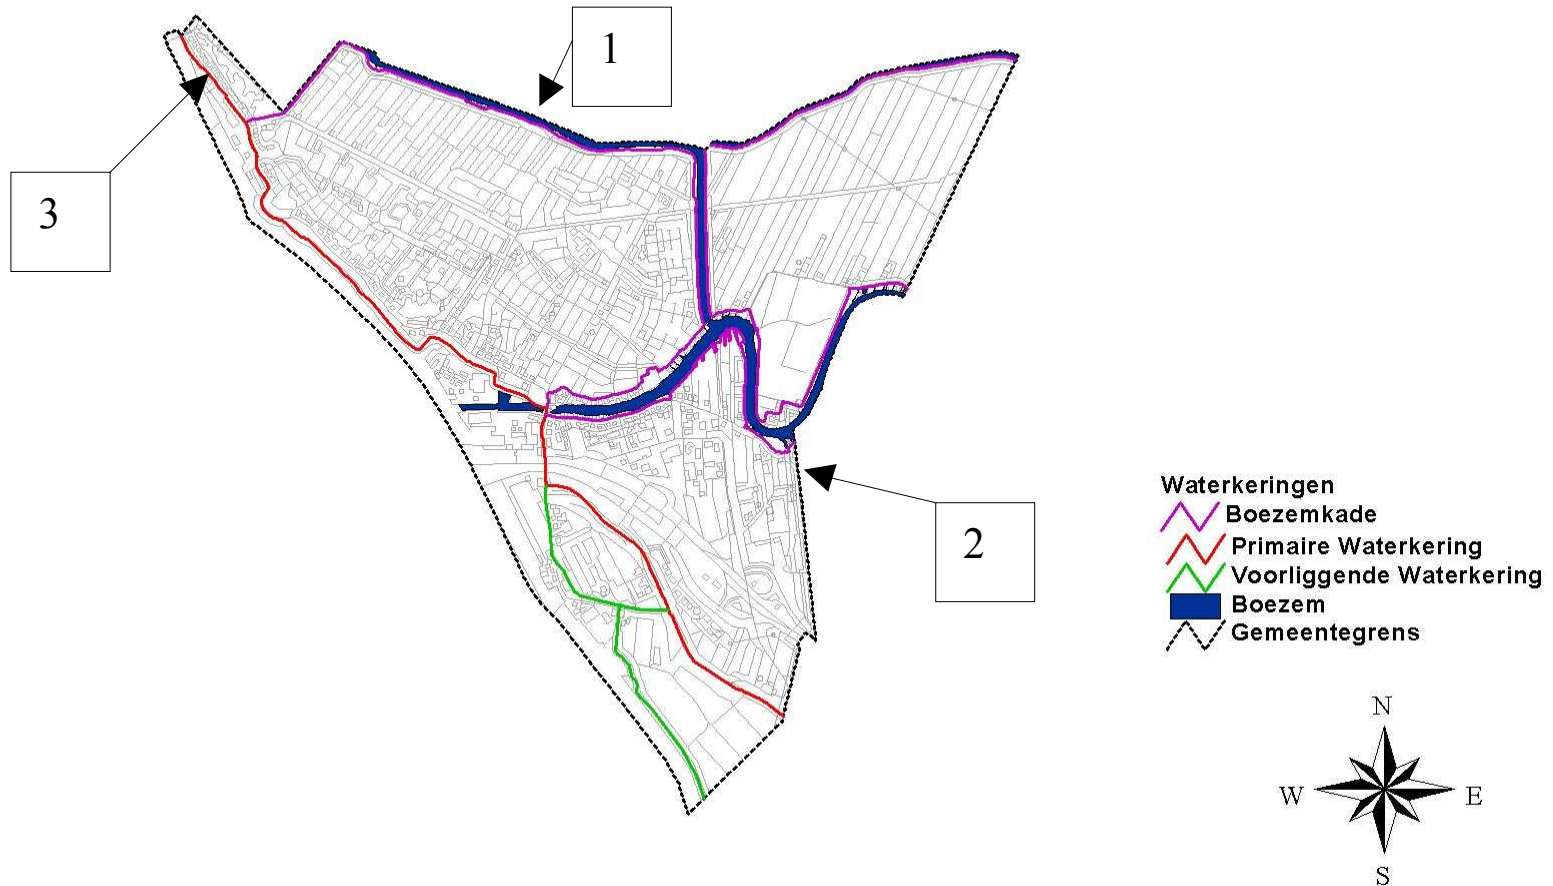 1
3
2
Waterkeringen
Boezemkade
Primaire Waterkering
Voorliggende Waterkering
Boezem
Gemeentegrens
N
W E
S